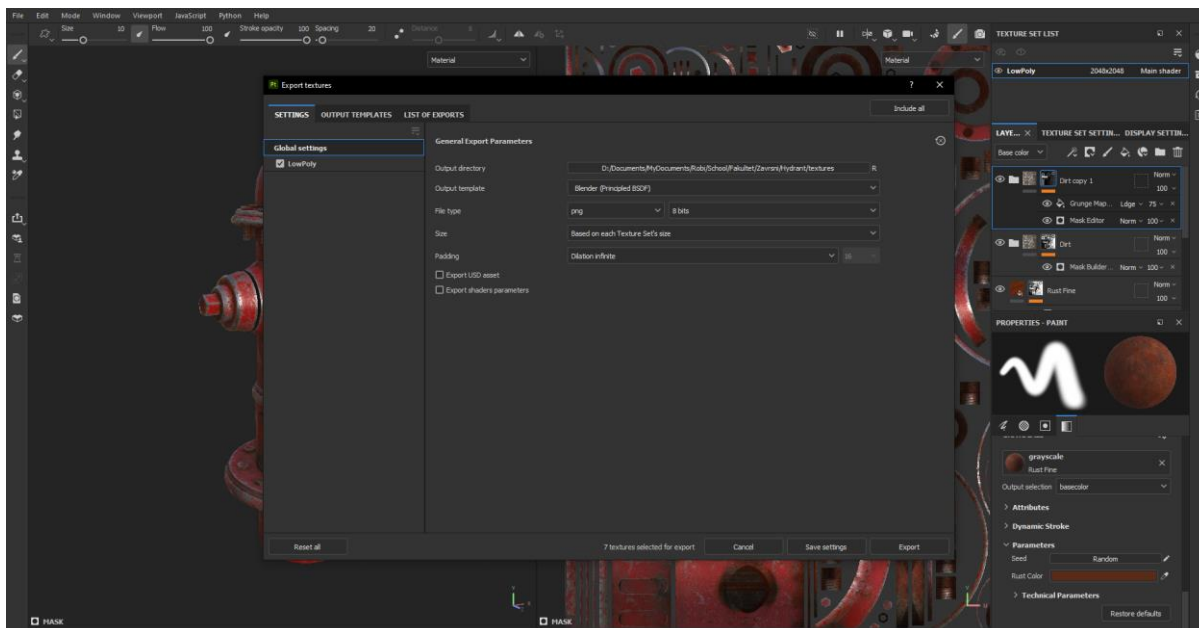 File Edit Mode Window Viewport JavaScript Python Help
Size 10 Flow 100 Stroke opacity 100 Spacing 20 Distance 8
TEXTURE SET LIST
Material
Material
LowPoly 2048x2048 Main shader
Export textures
SETTINGS OUTPUT TEMPLATES LIST OF EXPORTS
Include all
Global settings
LowPoly
General Export Parameters
Output directory D:/Documents/MyDocuments/Robi/School/Fakultet/Zavrsni/Hydrant/textures R
Output template Blender (Principled BSDF)
File type png 8 bits
Size Based on each Texture Set's size
Padding Dilation infinite 16
Export USD asset
Export shaders parameters
Reset all
7 textures selected for export Cancel Save settings Export
LAYE... TEXTURE SET SETTIN... DISPLAY SETTIN...
Base color
Dirt copy 1 Norm
100
Grunge Map... Ldge 75
Mask Editor Norm 100
Dirt Norm
100
Mask Builder... Norm 100
Rust Fine Norm
100
PROPERTIES - PAINT
grayscale
Rust Fine
Output selection basecolor
Attributes
Dynamic Stroke
Parameters
Seed Random
Rust Color
Technical Parameters
Restore defaults
MASK
MASK